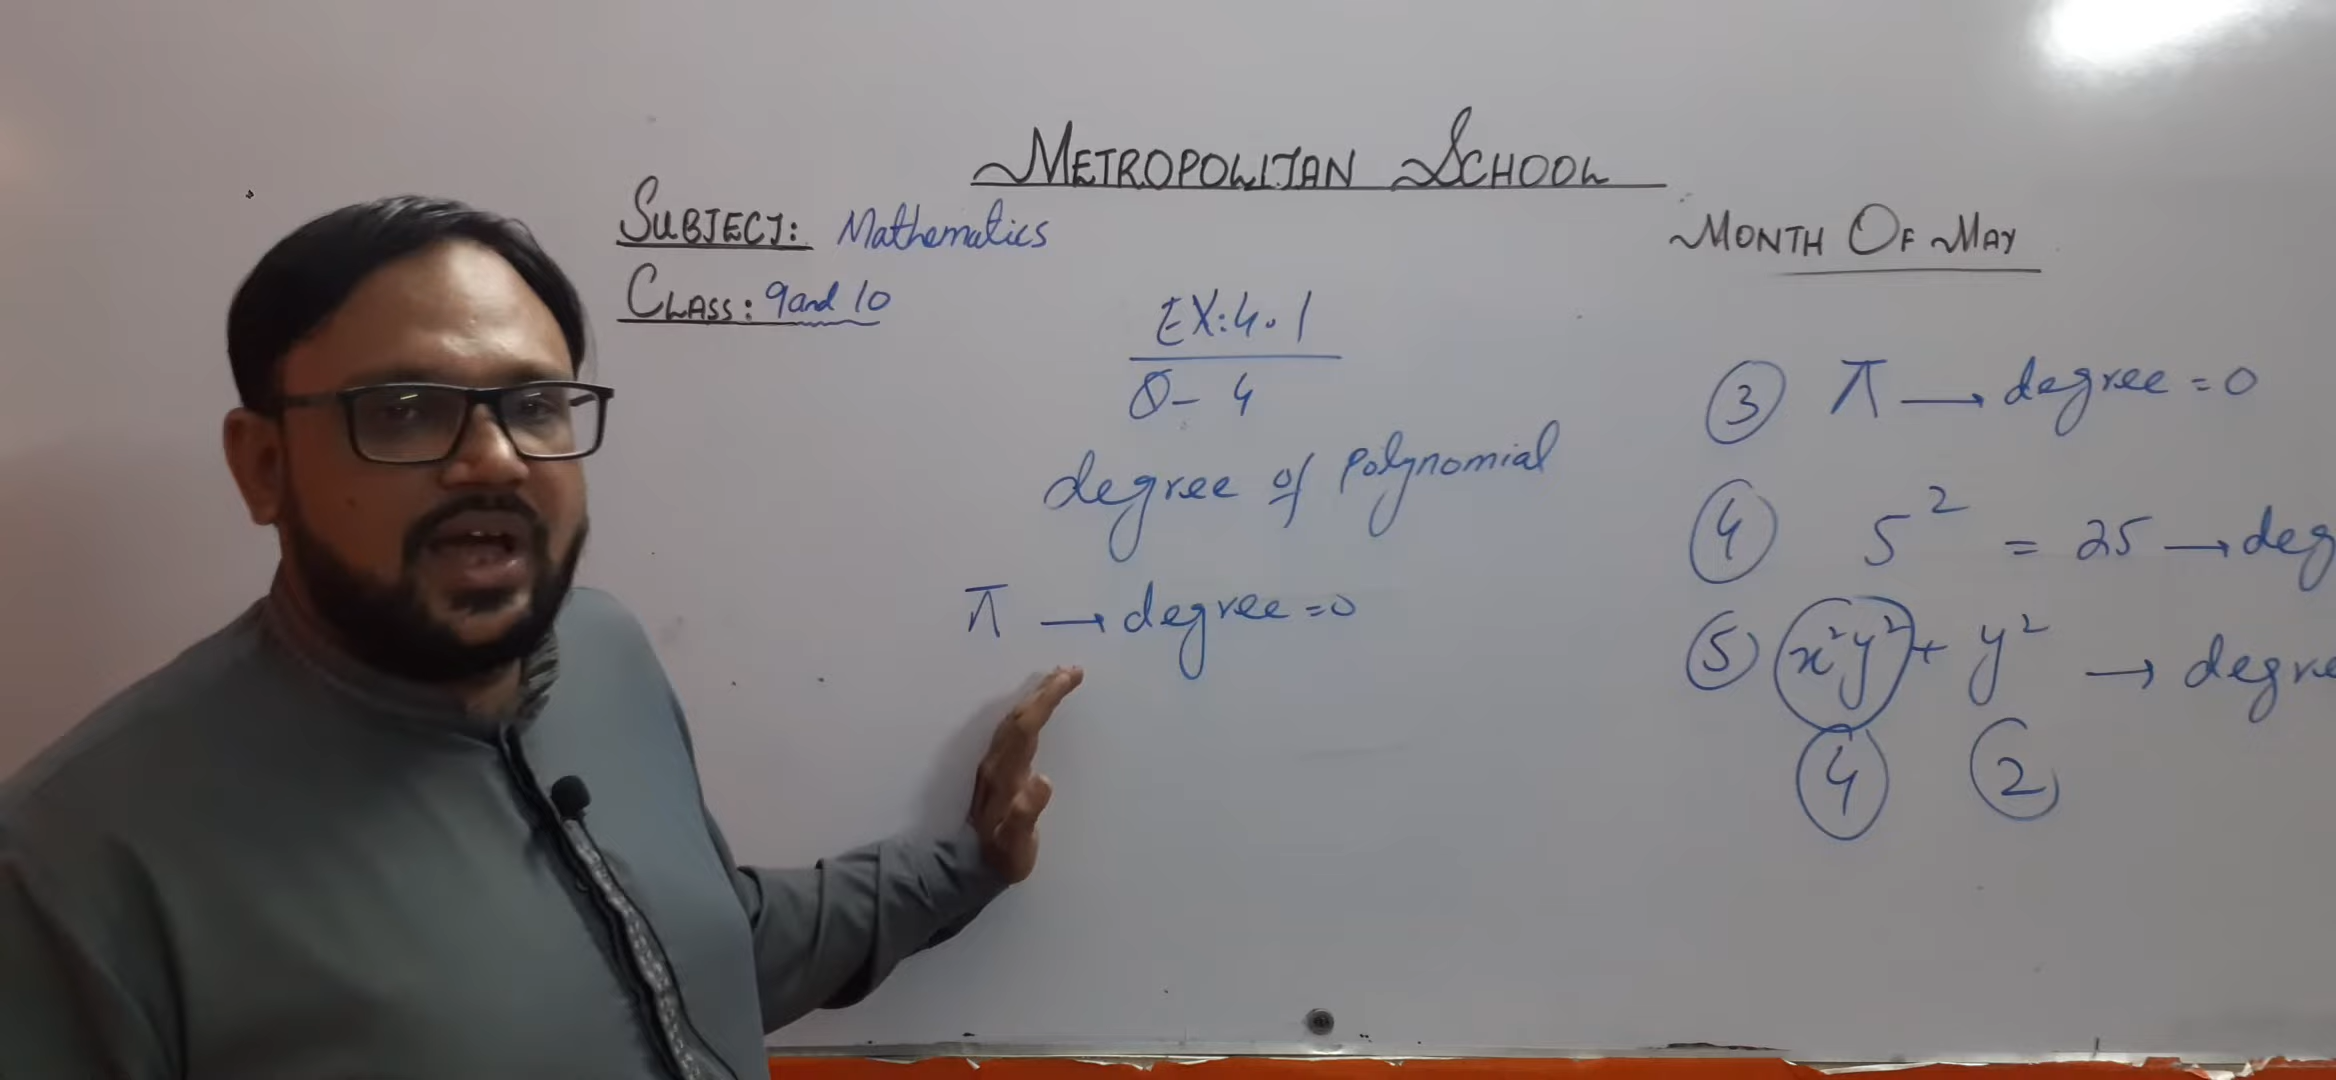 METROPOLITAN SCHOOL
SUBJECT: Mathematics
CLASS: 9 and 10
MONTH OF MAY
EX: 4.1
Q- 4
degree of polynomial
π → degree = 0
③ π → degree = 0
④ 5² = 25 → deg
⑤ x²y² + y² → degre
④ ②